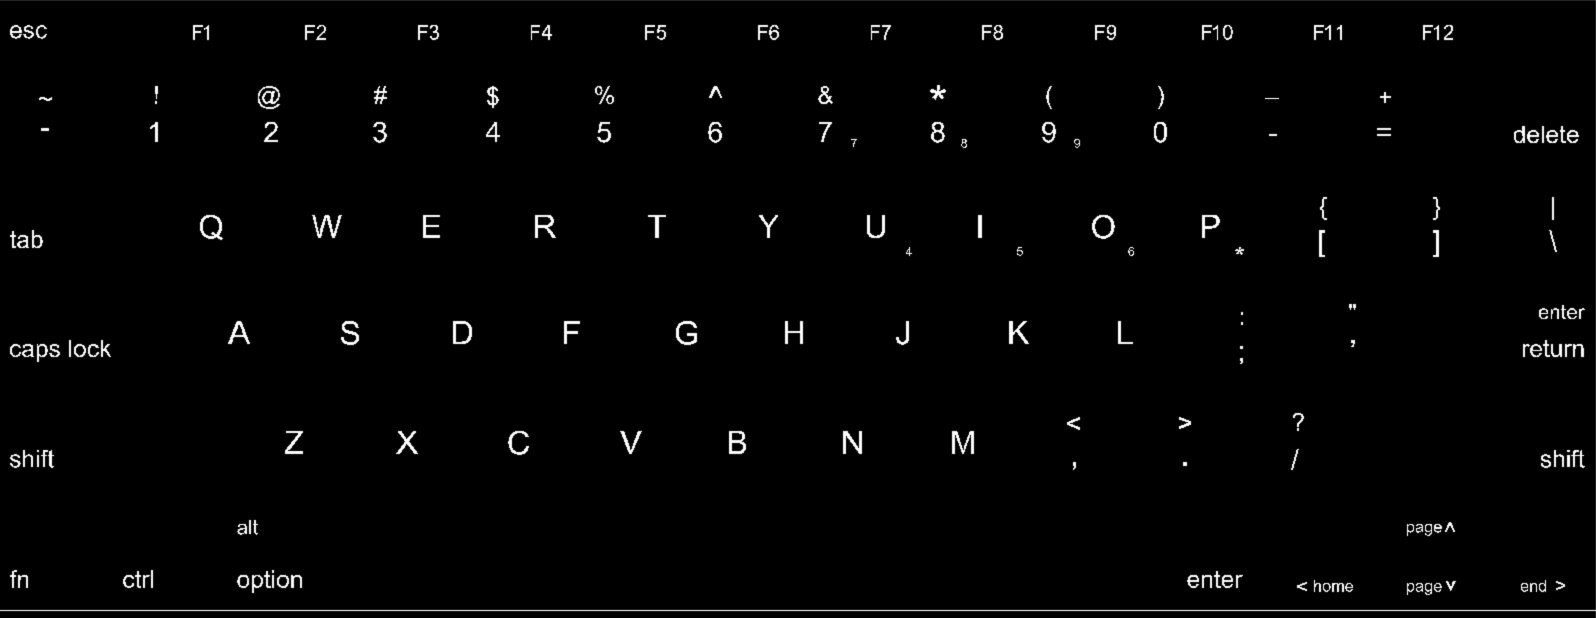 esc F1 F2 F3 F4 F5 F6 F7 F8 F9 F10 F11 F12
~ ! @ # $ % ^ & * ( ) _ +
- 1 2 3 4 5 6 7 7 8 8 9 9 0 - = delete
{ } |
tab Q W E R T Y U 4 I 5 O 6 P * [ ] \
: " enter
caps lock A S D F G H J K L ; , return
< > ?
shift Z X C V B N M , . / shift
alt page ^
fn ctrl option enter < home page v end >